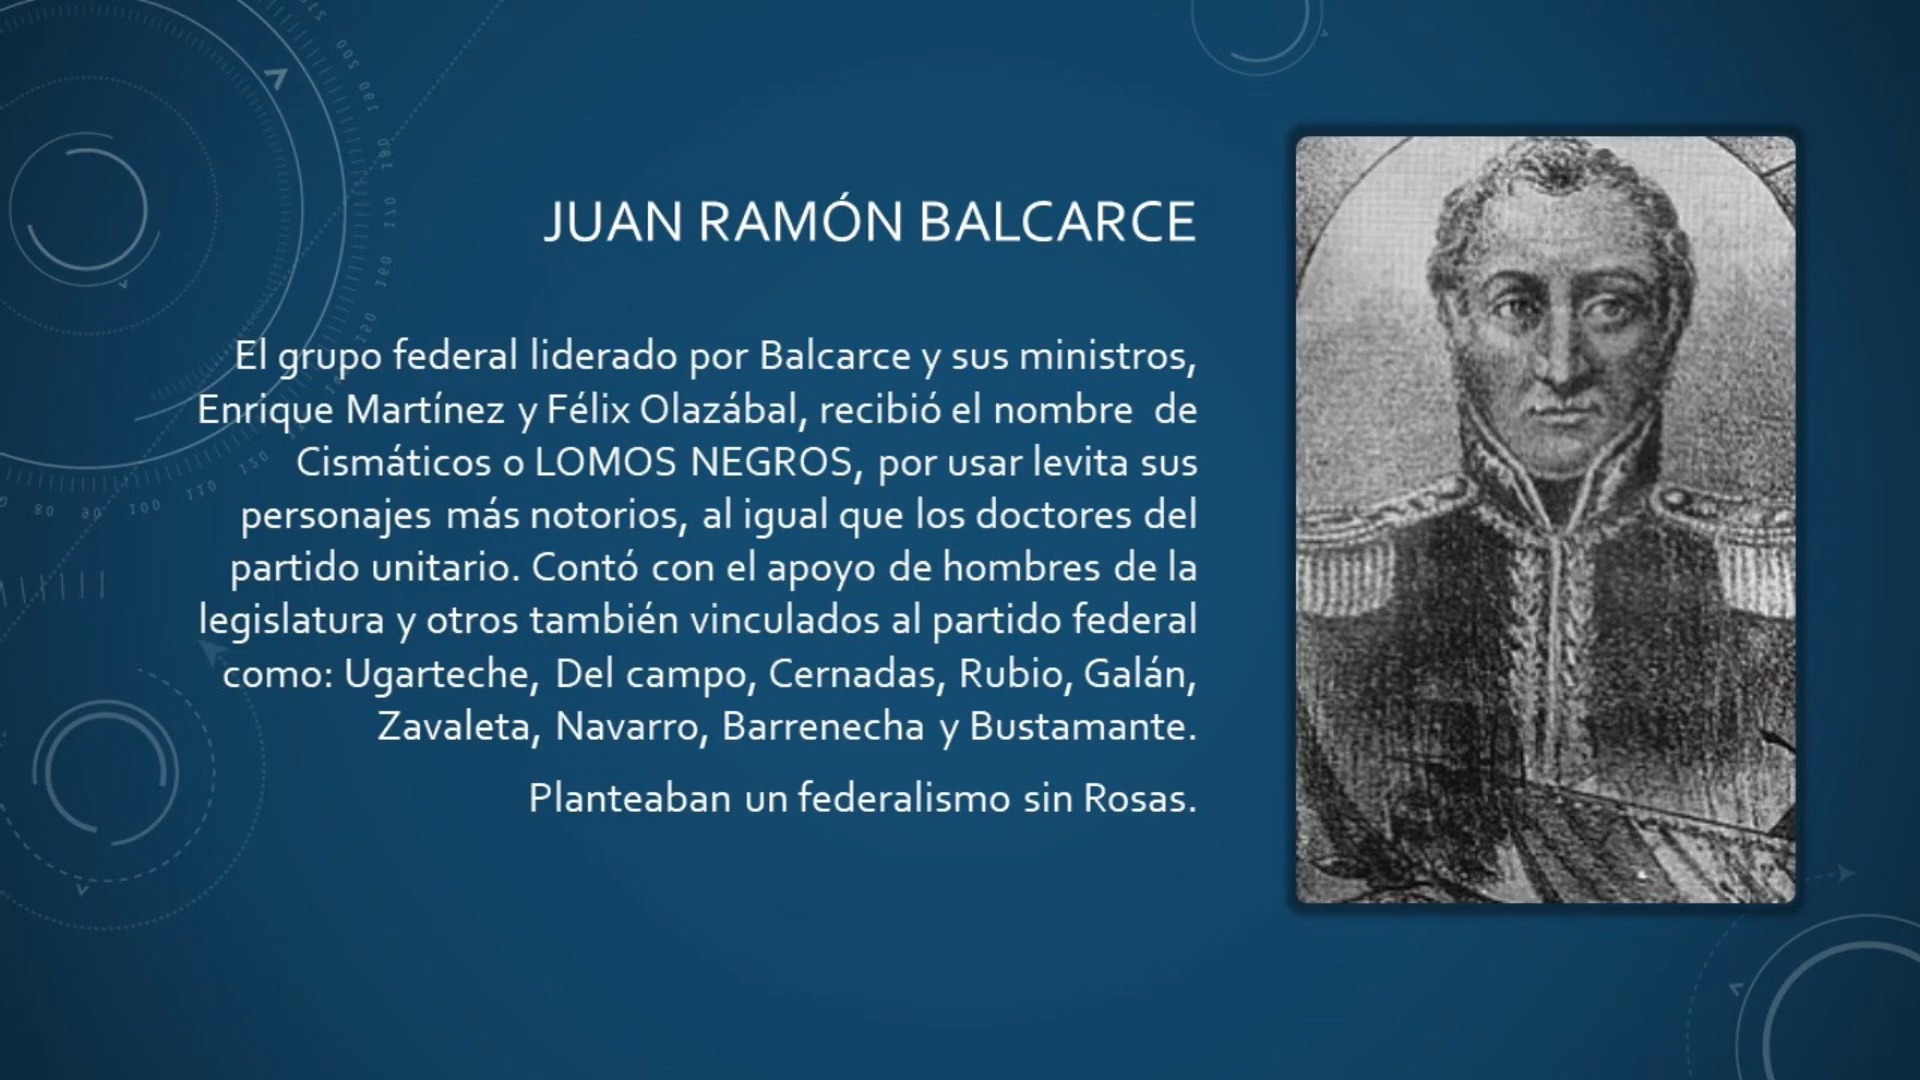 JUAN RAMÓN BALCARCE
El grupo federal liderado por Balcarce y sus ministros,
Enrique Martínez y Félix Olazábal, recibió el nombre de
Cismáticos o LOMOS NEGROS, por usar levita sus
personajes más notorios, al igual que los doctores del
partido unitario. Contó con el apoyo de hombres de la
legislatura y otros también vinculados al partido federal
como: Ugarteche, Del campo, Cernadas, Rubio, Galán,
Zavaleta, Navarro, Barrenecha y Bustamante.
Planteaban un federalismo sin Rosas.